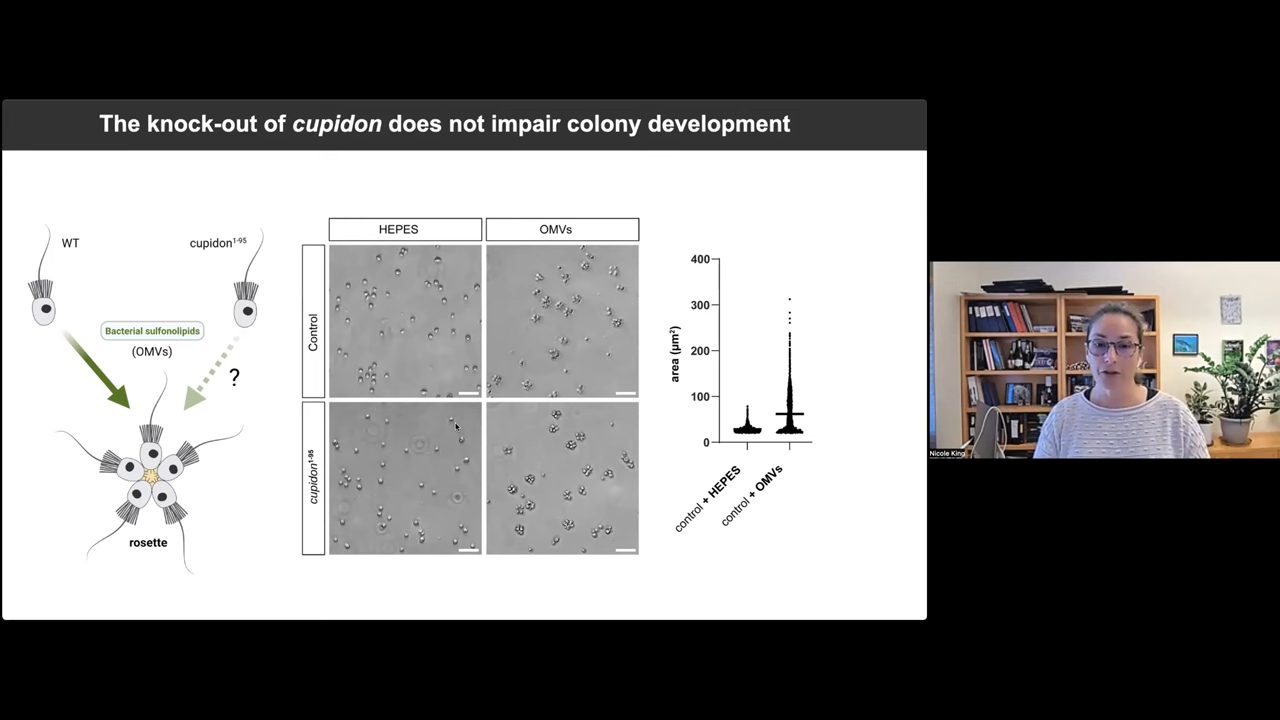 The knock-out of cupidon does not impair colony development
WT
cupidon1-95
Bacterial sulfonolipids
(OMVs)
?
rosette
HEPES
OMVs
Control
cupidon1-95
400
300
200
100
0
area (µm²)
control + HEPES
control + OMVs
Nicole King